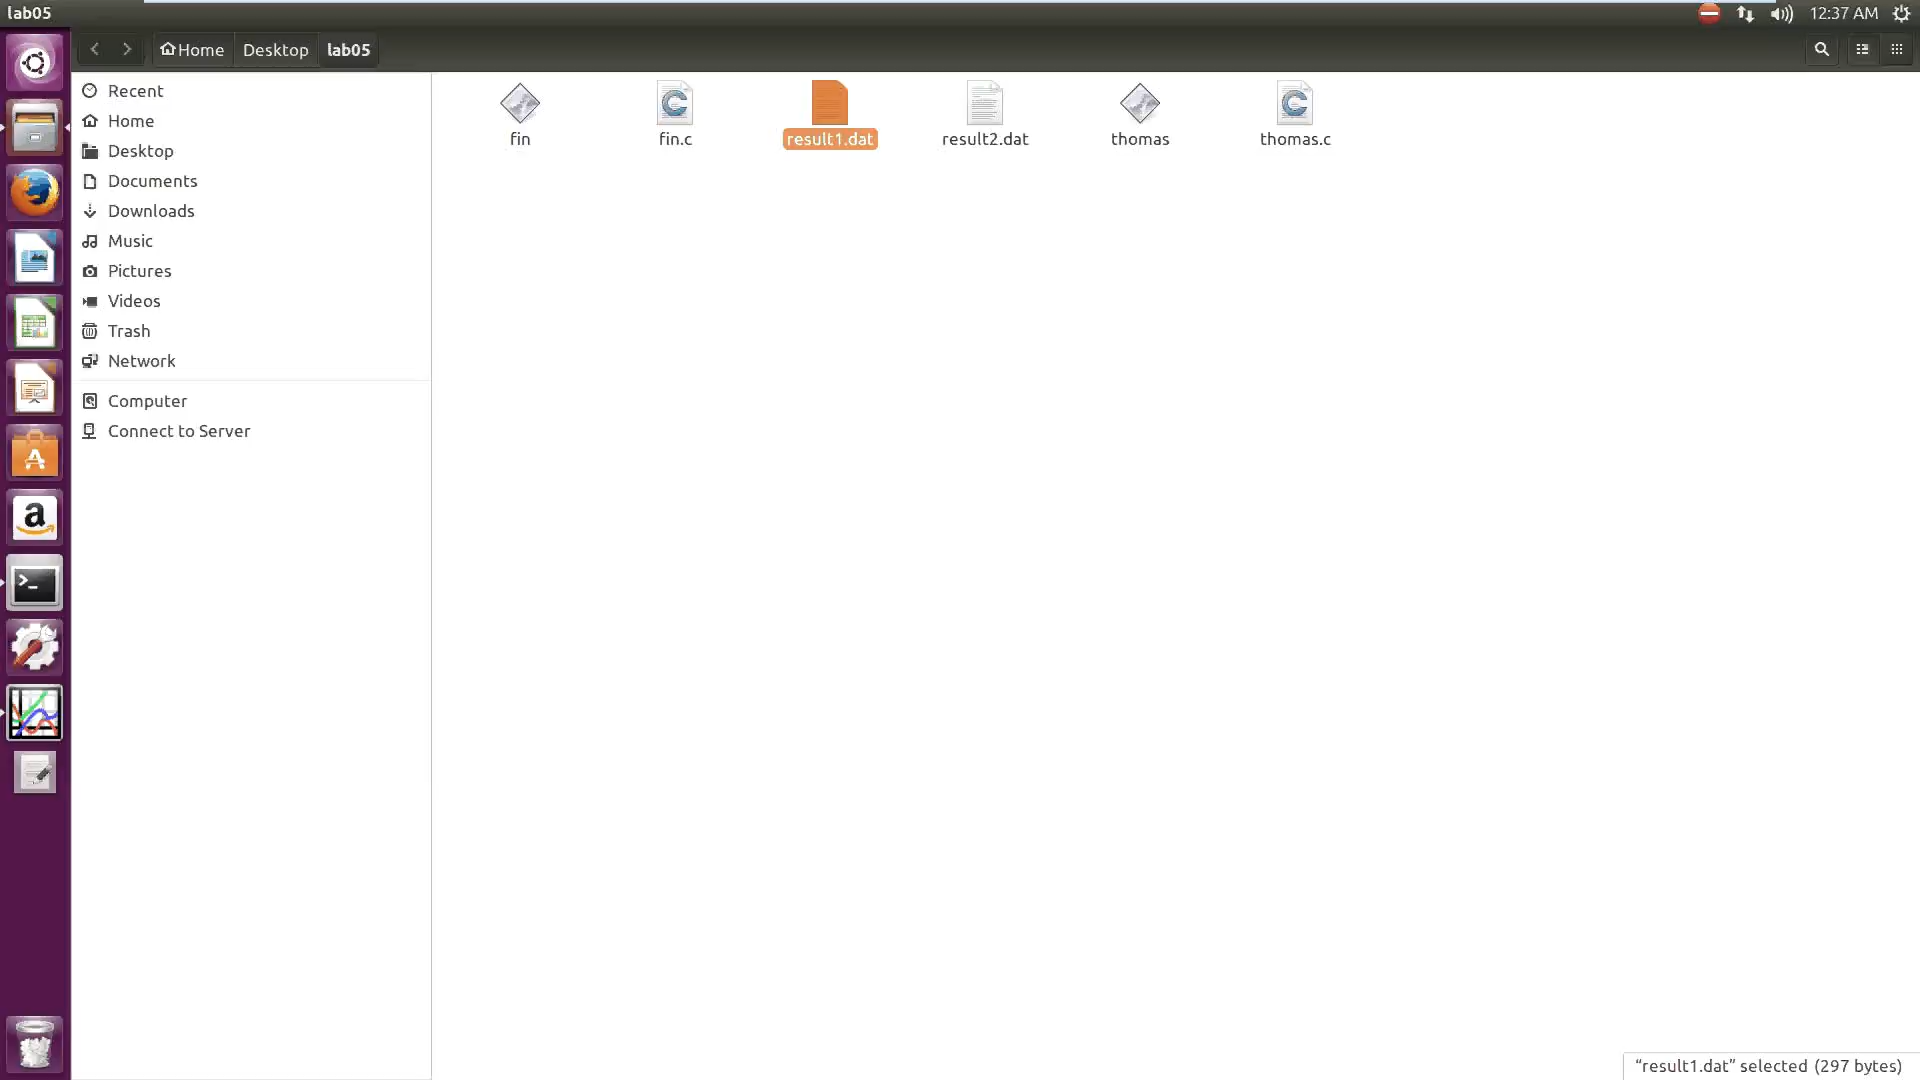 lab05
12:37 AM
Home
Desktop
lab05
Recent
Home
Desktop
Documents
Downloads
Music
Pictures
Videos
Trash
Network
Computer
Connect to Server
fin
fin.c
result1.dat
result2.dat
thomas
thomas.c
“result1.dat” selected (297 bytes)